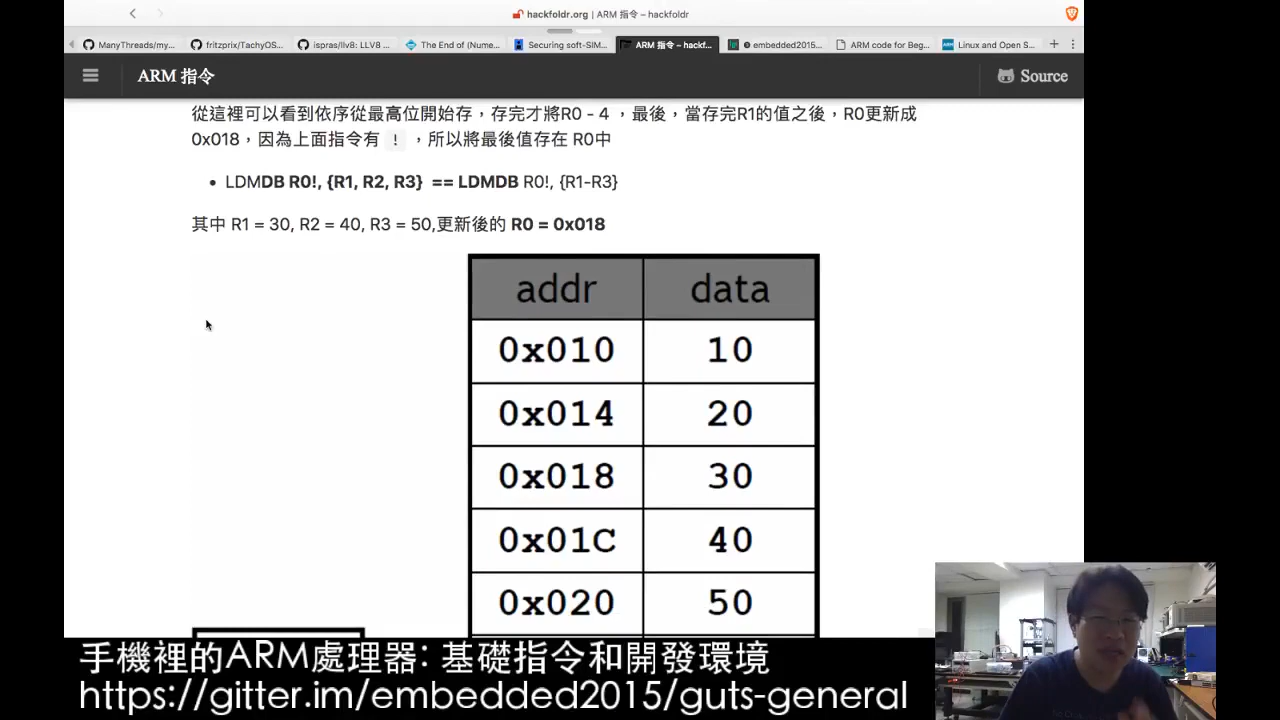 hackfoldr.org | ARM 指令 – hackfoldr
ManyThreads/my... fritzprix/TachyOS... ispras/llv8: LLV8 ... The End of (Nume... Securing soft-SIM... ARM 指令 – hackf... embedded2015... ARM code for Beg... Linux and Open S...
ARM 指令 Source
從這裡可以看到依序從最高位開始存，存完才將R0 - 4 ，最後，當存完R1的值之後，R0更新成
0x018，因為上面指令有 ! ，所以將最後值存在 R0中
• LDMDB R0!, {R1, R2, R3} == LDMDB R0!, {R1-R3}
其中 R1 = 30, R2 = 40, R3 = 50,更新後的 R0 = 0x018
addr data
0x010 10
0x014 20
0x018 30
0x01C 40
0x020 50
手機裡的ARM處理器: 基礎指令和開發環境
https://gitter.im/embedded2015/guts-general